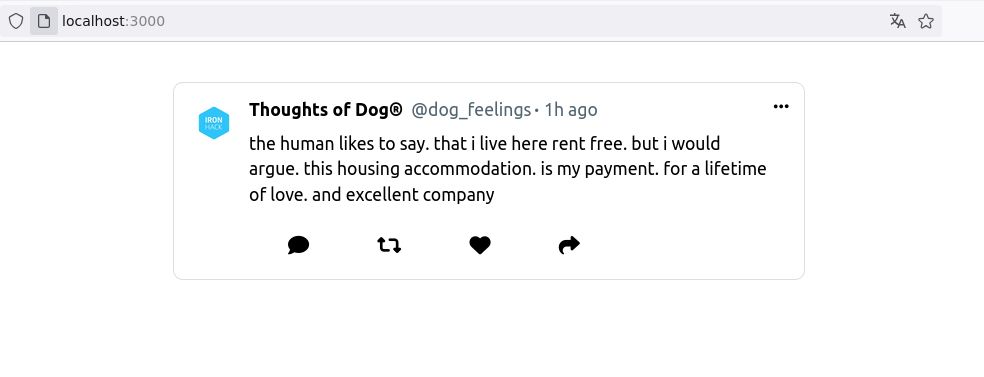 localhost:3000
Thoughts of Dog® @dog_feelings · 1h ago
IRON
HACK
the human likes to say. that i live here rent free. but i would
argue. this housing accommodation. is my payment. for a lifetime
of love. and excellent company